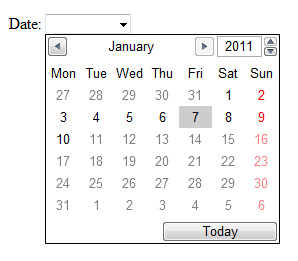 Date:
January 2011
Mon Tue Wed Thu Fri Sat Sun
27 28 29 30 31 1 2
3 4 5 6 7 8 9
10 11 12 13 14 15 16
17 18 19 20 21 22 23
24 25 26 27 28 29 30
31 1 2 3 4 5 6
Today